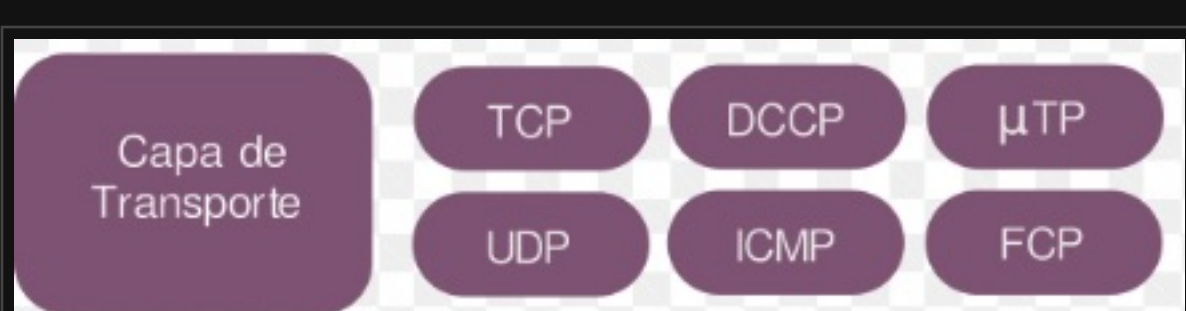 Capa de
Transporte
TCP
DCCP
μTP
UDP
ICMP
FCP